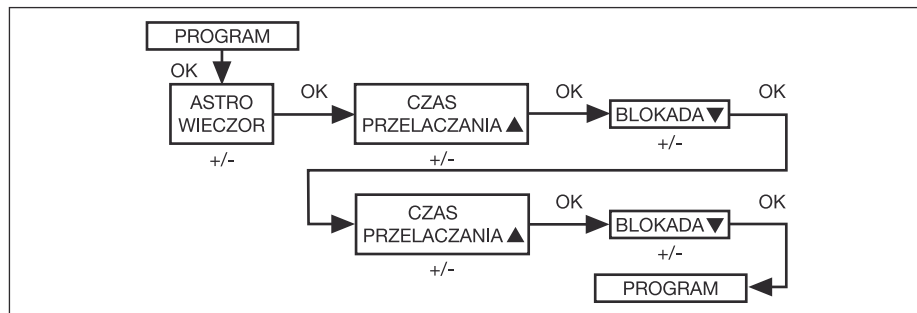 PROGRAM
OK
ASTRO
WIECZOR
+/-
OK
CZAS
PRZELACZANIA ▲
+/-
OK
BLOKADA ▼
+/-
OK
CZAS
PRZELACZANIA ▲
+/-
OK
BLOKADA ▼
+/-
OK
PROGRAM